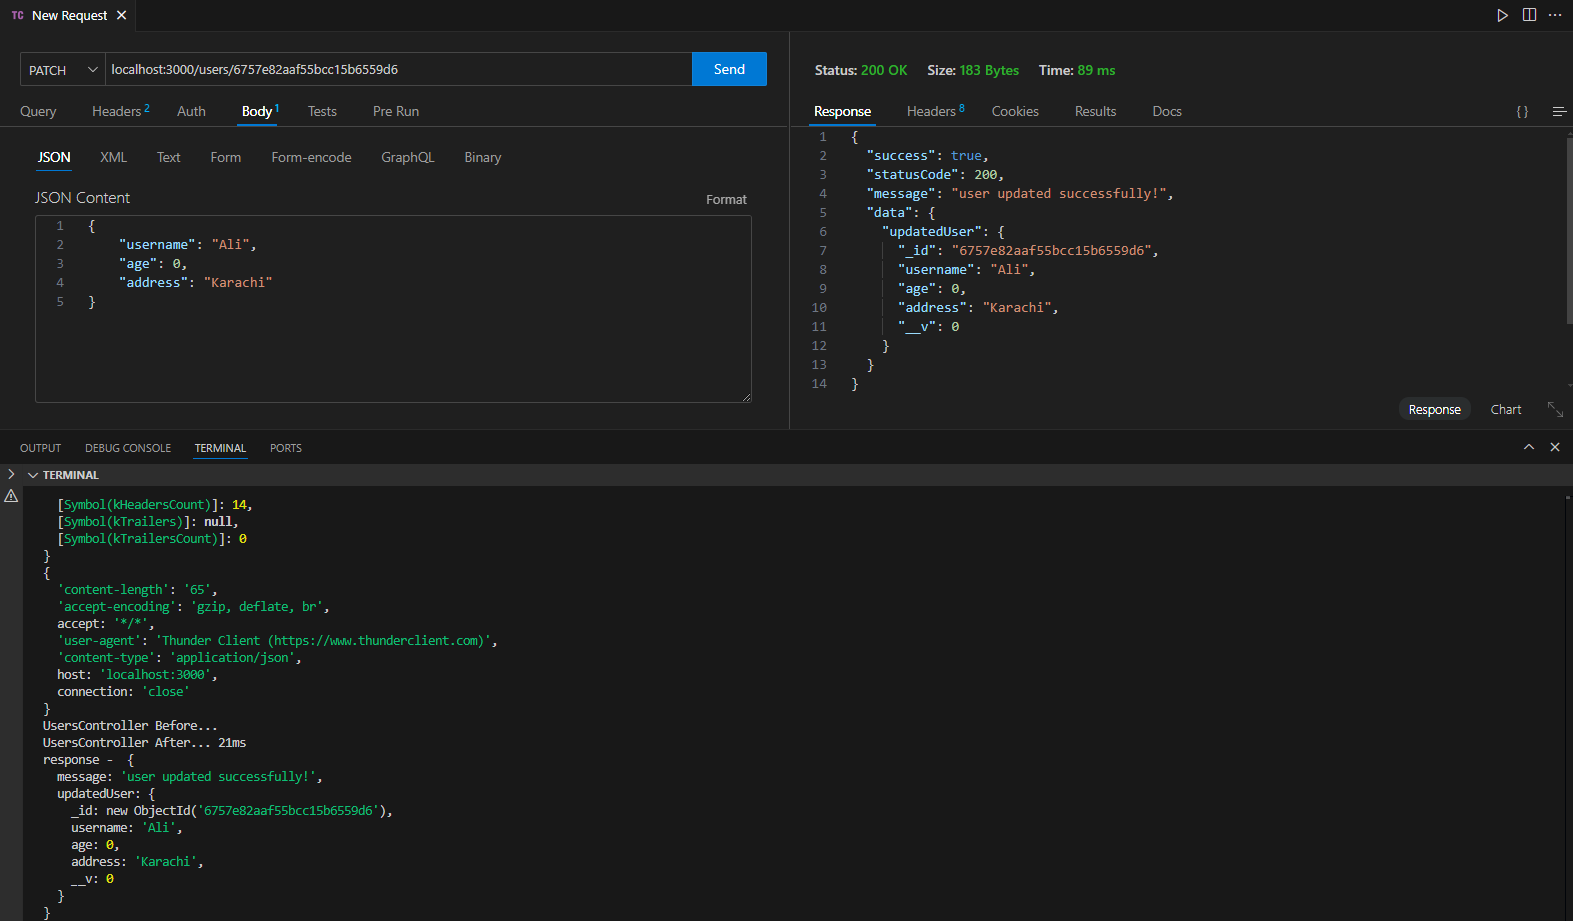 TC New Request
PATCH localhost:3000/users/6757e82aaf55bcc15b6559d6 Send
Query Headers 2 Auth Body 1 Tests Pre Run
JSON XML Text Form Form-encode GraphQL Binary
JSON Content Format
1 {
2 "username": "Ali",
3 "age": 0,
4 "address": "Karachi"
5 }
Status: 200 OK Size: 183 Bytes Time: 89 ms
Response Headers 8 Cookies Results Docs { }
1 {
2 "success": true,
3 "statusCode": 200,
4 "message": "user updated successfully!",
5 "data": {
6 "updatedUser": {
7 "_id": "6757e82aaf55bcc15b6559d6",
8 "username": "Ali",
9 "age": 0,
10 "address": "Karachi",
11 "__v": 0
12 }
13 }
14 }
Response Chart
OUTPUT DEBUG CONSOLE TERMINAL PORTS
TERMINAL
[Symbol(kHeadersCount)]: 14,
[Symbol(kTrailers)]: null,
[Symbol(kTrailersCount)]: 0
}
{
'content-length': '65',
'accept-encoding': 'gzip, deflate, br',
accept: '*/*',
'user-agent': 'Thunder Client (https://www.thunderclient.com)',
'content-type': 'application/json',
host: 'localhost:3000',
connection: 'close'
}
UsersController Before...
UsersController After... 21ms
response - {
message: 'user updated successfully!',
updatedUser: {
_id: new ObjectId('6757e82aaf55bcc15b6559d6'),
username: 'Ali',
age: 0,
address: 'Karachi',
__v: 0
}
}